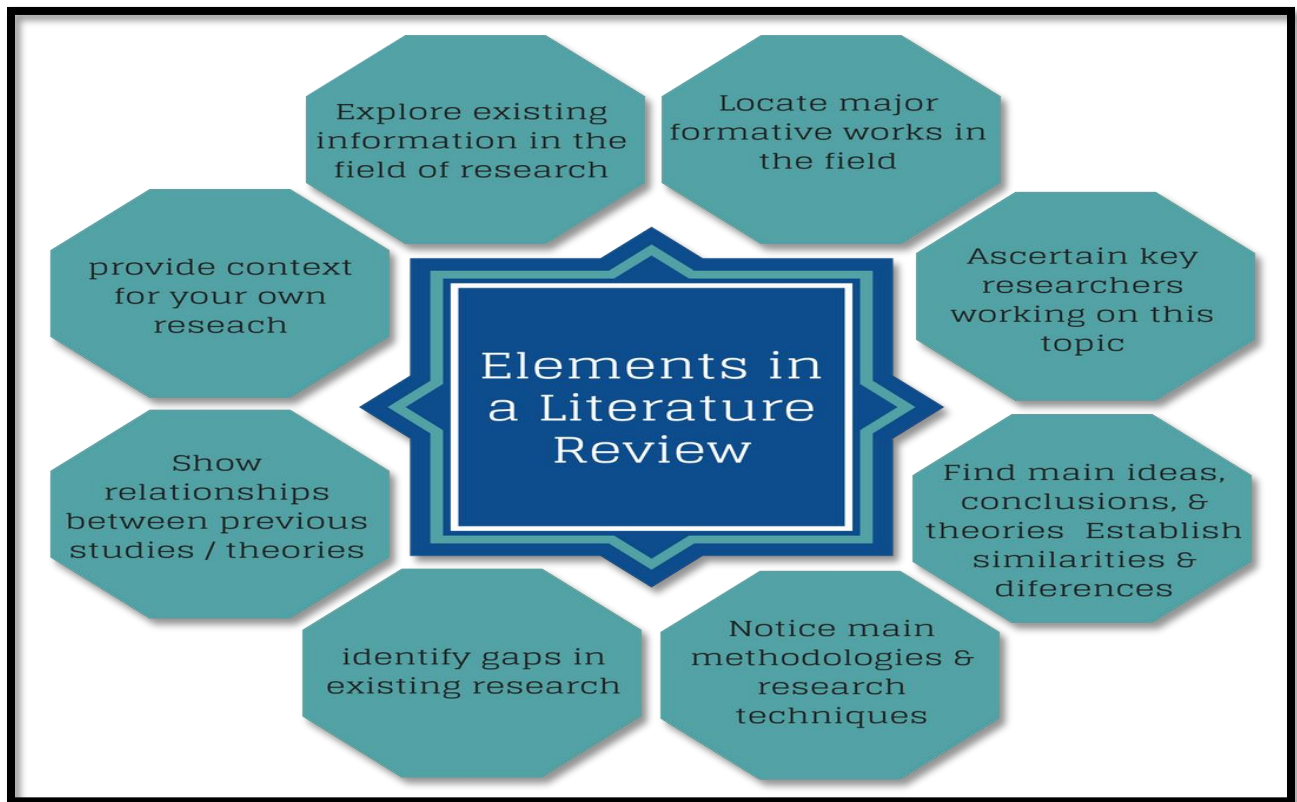 Explore existing
information in the
field of research
Locate major
formative works in
the field
Ascertain key
researchers
working on this
topic
Find main ideas,
conclusions, &
theories Establish
similarities &
diferences
Notice main
methodologies &
research
techniques
identify gaps in
existing research
Show
relationships
between previous
studies / theories
provide context
for your own
reseach
Elements in
a Literature
Review